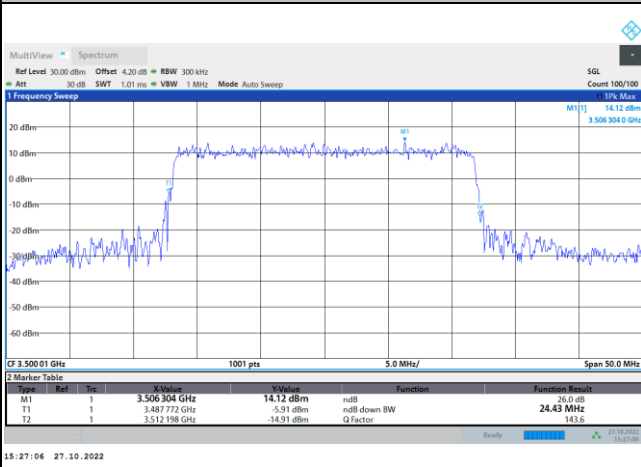 MultiView Spectrum
Ref Level 30.00 dBm Offset 4.20 dB RBW 300 kHz SGL
Att 30 dB SWT 1.01 ms VBW 1 MHz Mode Auto Sweep Count 100/100
1 Frequency Sweep 1Pk Max
M1[1] 14.12 dBm
3.506 304 0 GHz
20 dBm
M1
10 dBm
0 dBm
T1
-10 dBm
-20 dBm
-30 dBm
-40 dBm
-50 dBm
-60 dBm
CF 3.500 01 GHz 1001 pts 5.0 MHz/ Span 50.0 MHz
2 Marker Table
Type Ref Trc X-Value Y-Value Function Function Result
M1 1 3.506 304 GHz 14.12 dBm ndB 26.0 dB
T1 1 3.487 772 GHz -5.91 dBm ndB down BW 24.43 MHz
T2 1 3.512 198 GHz -14.91 dBm Q Factor 143.6
Ready 27.10.2022
15:27:06
15:27:06 27.10.2022